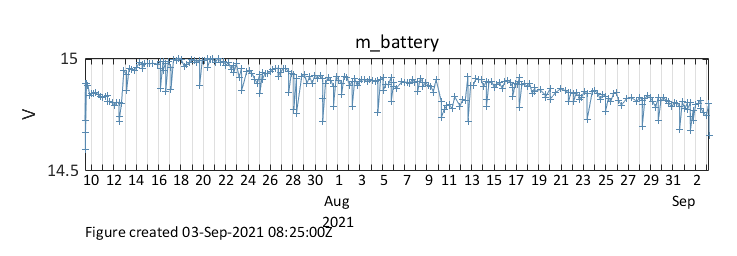 m_battery
15
V
14.5
10 12 14 16 18 20 22 24 26 28 30 1 3 5 7 9 11 13 15 17 19 21 23 25 27 29 31 2
Aug Sep
2021
Figure created 03-Sep-2021 08:25:00Z